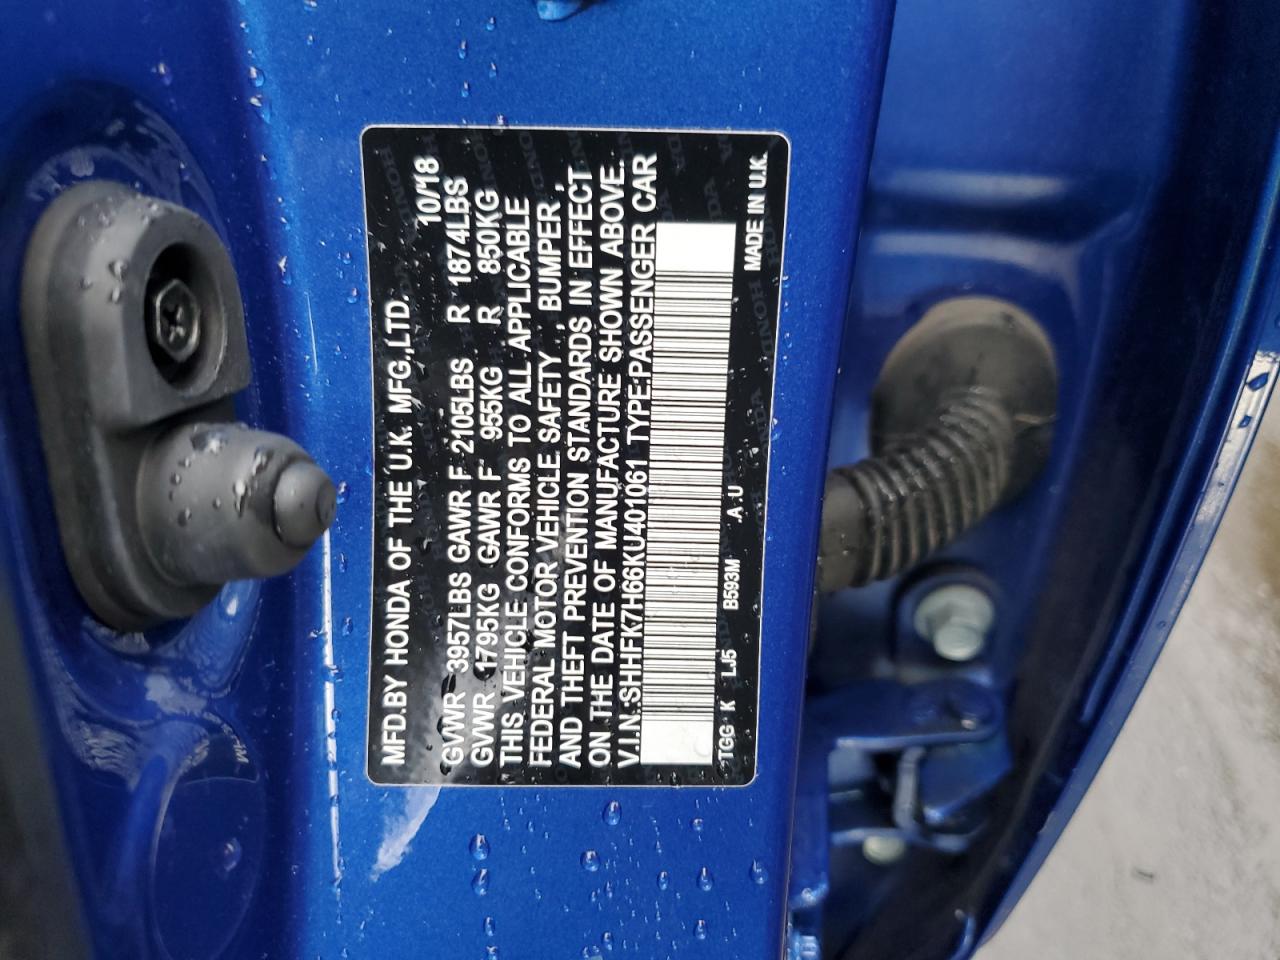 MFD.BY HONDA OF THE U.K. MFG.,LTD. 10/18
GVWR 3957LBS GAWR F 2105LBS R 1874LBS
GVWR 1795KG GAWR F 955KG R 850KG
THIS VEHICLE CONFORMS TO ALL APPLICABLE
FEDERAL MOTOR VEHICLE SAFETY , BUMPER ,
AND THEFT PREVENTION STANDARDS IN EFFECT
ON THE DATE OF MANUFACTURE SHOWN ABOVE.
V.I.N.:SHHFK7H66KU401061 TYPE:PASSENGER CAR
TGG K LJ5 B593M A.U MADE IN U.K.